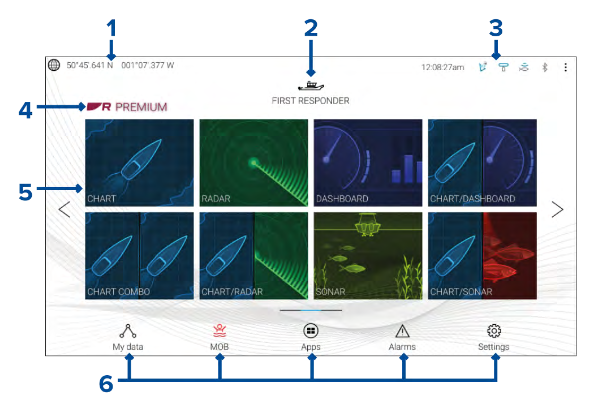 1
2
3
50°45'.641 N 001°07'.377 W
12:08:27am
FIRST RESPONDER
4
R PREMIUM
5
CHART
RADAR
DASHBOARD
CHART/DASHBOARD
CHART COMBO
CHART/RADAR
SONAR
CHART/SONAR
My data
MOB
Apps
Alarms
Settings
6